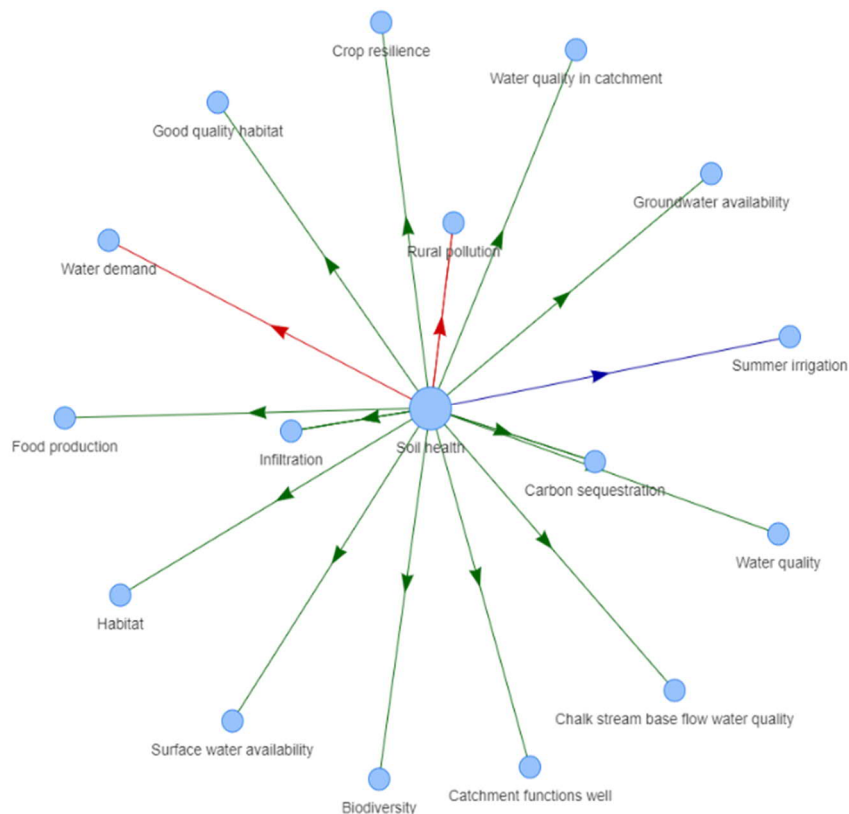 Crop resilience
Water quality in catchment
Good quality habitat
Groundwater availability
Rural pollution
Water demand
Summer irrigation
Food production
Soil health
Infiltration
Carbon sequestration
Water quality
Habitat
Chalk stream base flow water quality
Surface water availability
Catchment functions well
Biodiversity